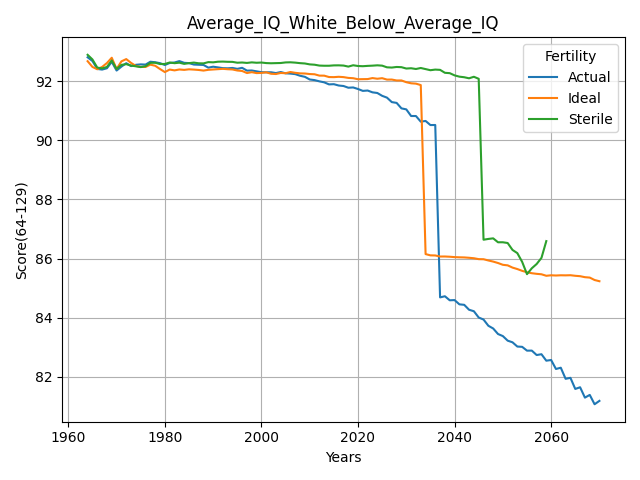 Average_IQ_White_Below_Average_IQ
Fertility
Actual
Ideal
Sterile
Score(64-129)
92
90
88
86
84
82
1960
1980
2000
2020
2040
2060
Years